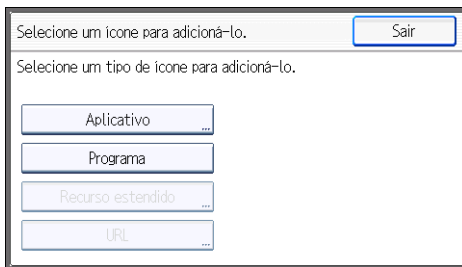 Selecione um ícone para adicioná-lo.
Sair
Selecione um tipo de ícone para adicioná-lo.
Aplicativo ...
Programa
Recurso estendido ...
URL ...